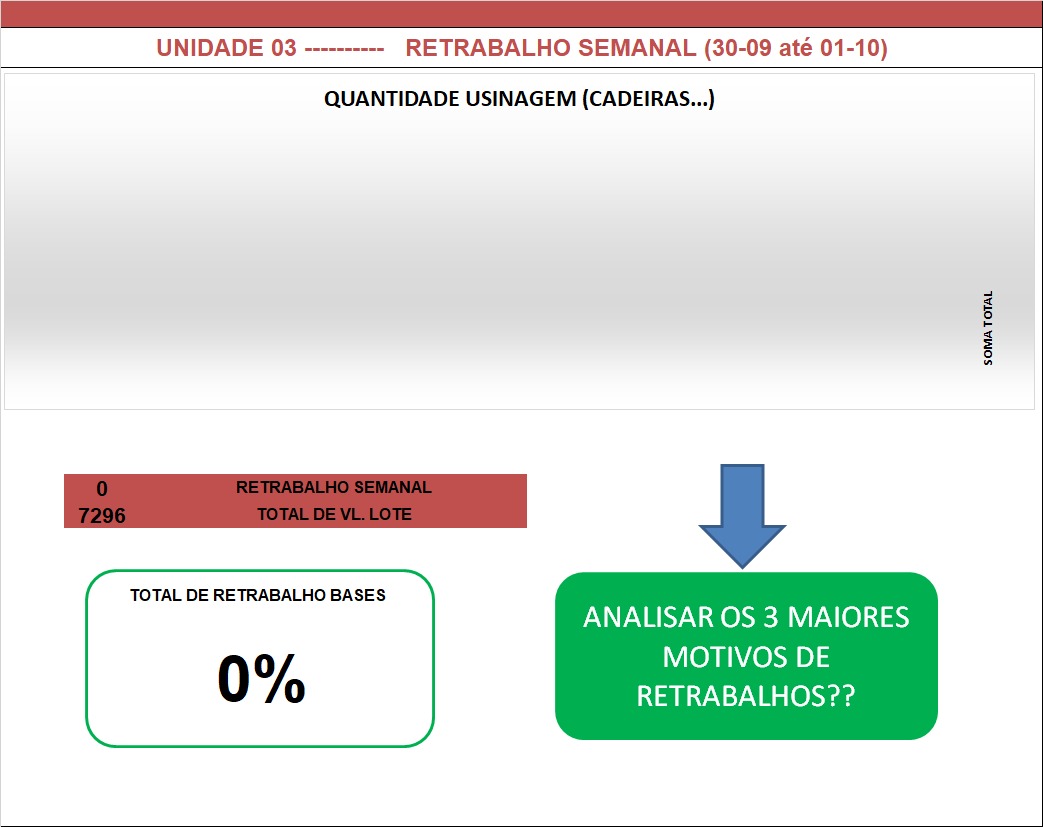 UNIDADE 03 ---------- RETRABALHO SEMANAL (30-09 até 01-10)
QUANTIDADE USINAGEM (CADEIRAS...)
SOMA TOTAL
0 RETRABALHO SEMANAL
7296 TOTAL DE VL. LOTE
TOTAL DE RETRABALHO BASES
0%
ANALISAR OS 3 MAIORES
MOTIVOS DE
RETRABALHOS??